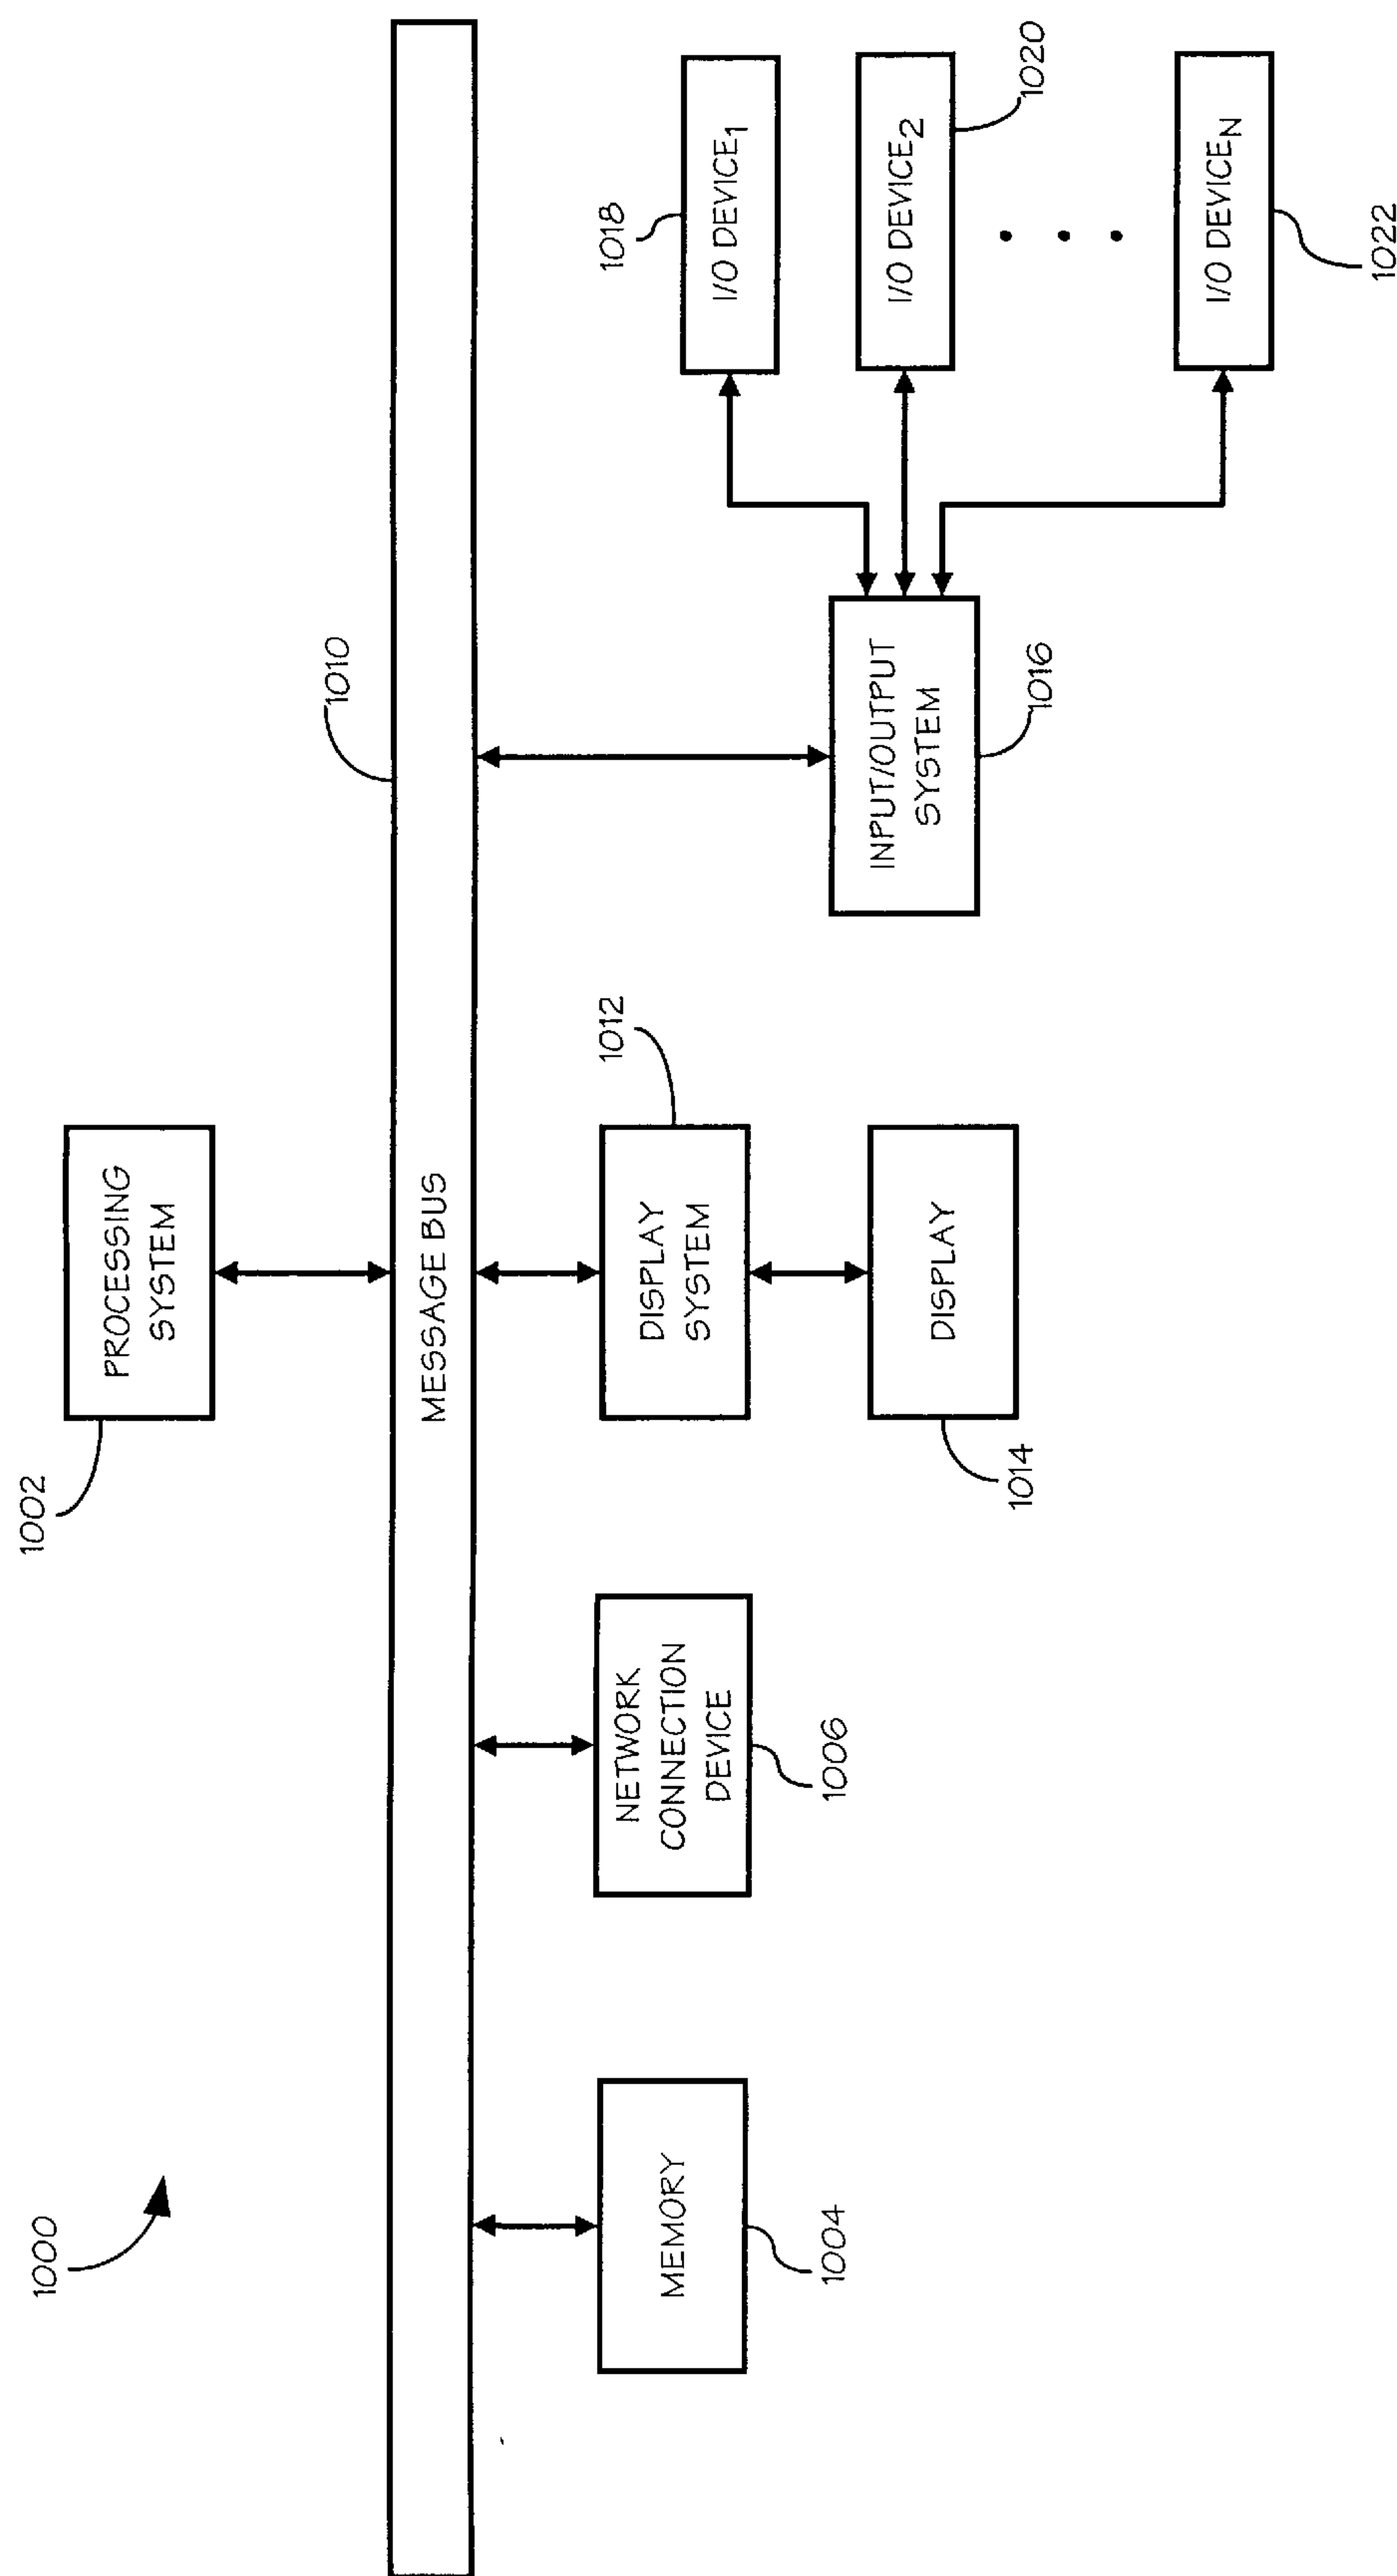 1000
1002
PROCESSING
SYSTEM
1010
MESSAGE BUS
MEMORY
1004
NETWORK
CONNECTION
DEVICE
1006
DISPLAY
SYSTEM
1012
DISPLAY
1014
INPUT/OUTPUT
SYSTEM
1016
1018
I/O DEVICE1
I/O DEVICE2
1020
I/O DEVICEN
1022